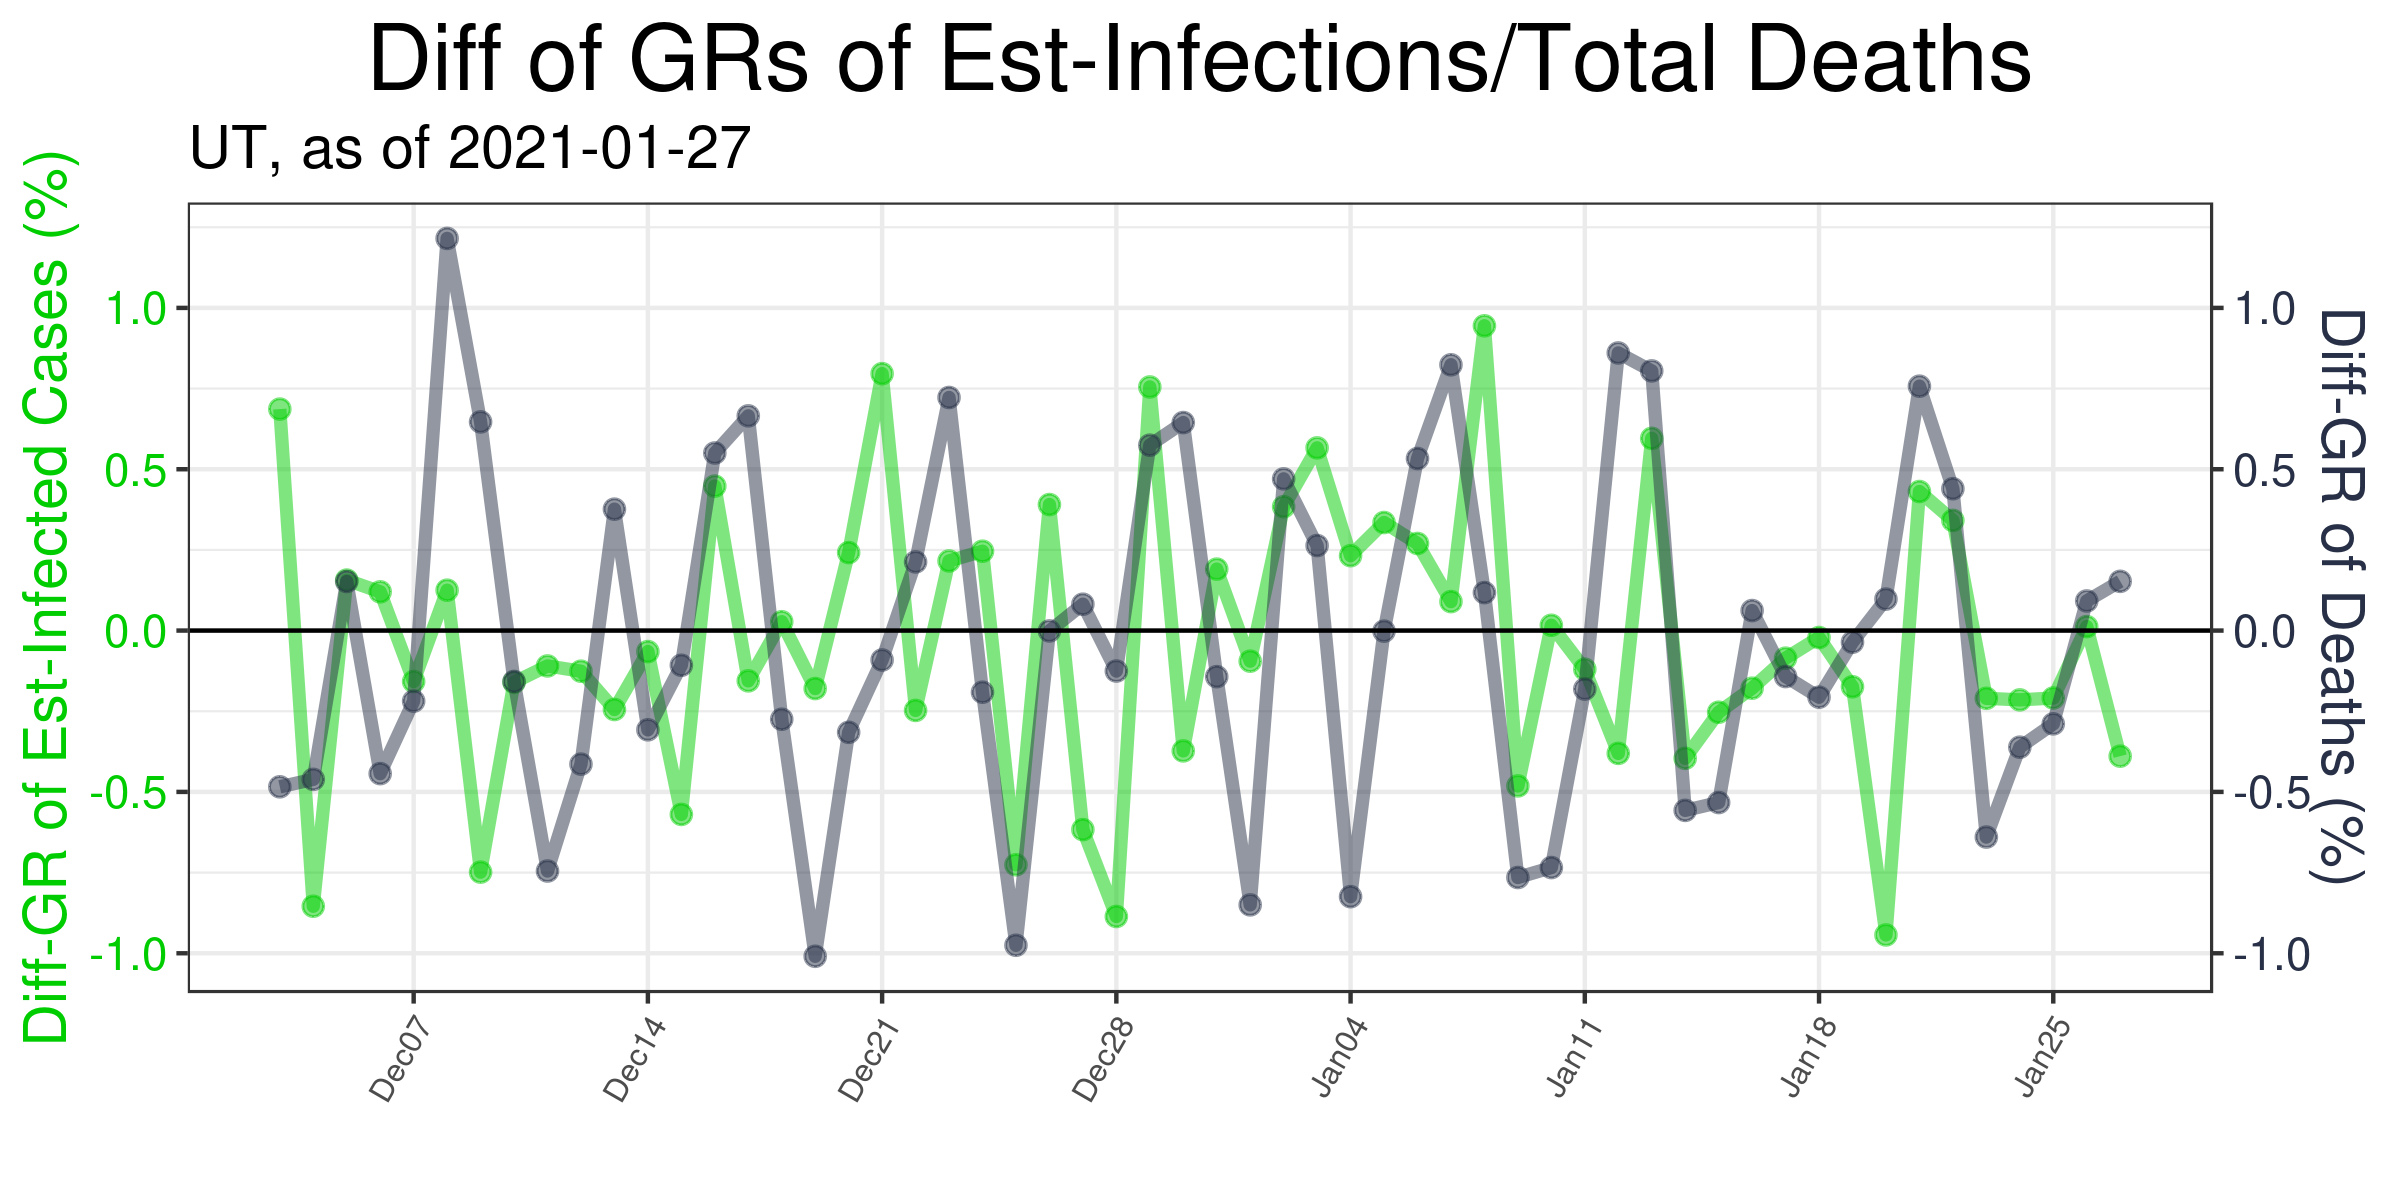 Diff of GRs of Est-Infections/Total Deaths
UT, as of 2021-01-27
Diff-GR of Est-Infected Cases (%)
1.0
0.5
0.0
-0.5
-1.0
1.0
0.5
0.0
-0.5
-1.0
Diff-GR of Deaths (%)
Dec07
Dec14
Dec21
Dec28
Jan04
Jan11
Jan18
Jan25